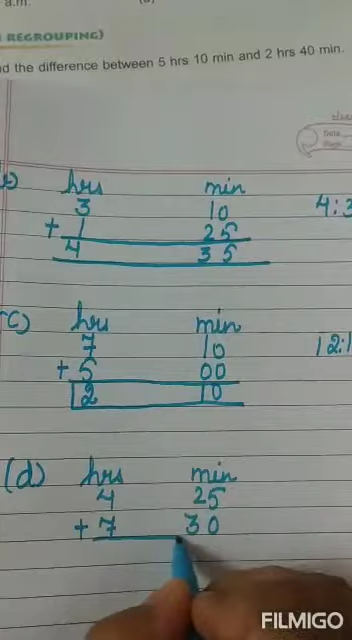 a.m.
REGROUPING)
d the difference between 5 hrs 10 min and 2 hrs 40 min.
hrs min
3 10 4:3
+ 1 25
4 35
(c) hrs min
7 10 12:1
+ 5 00
12 10
(d) hrs min
4 25
+ 7 30
FILMIGO